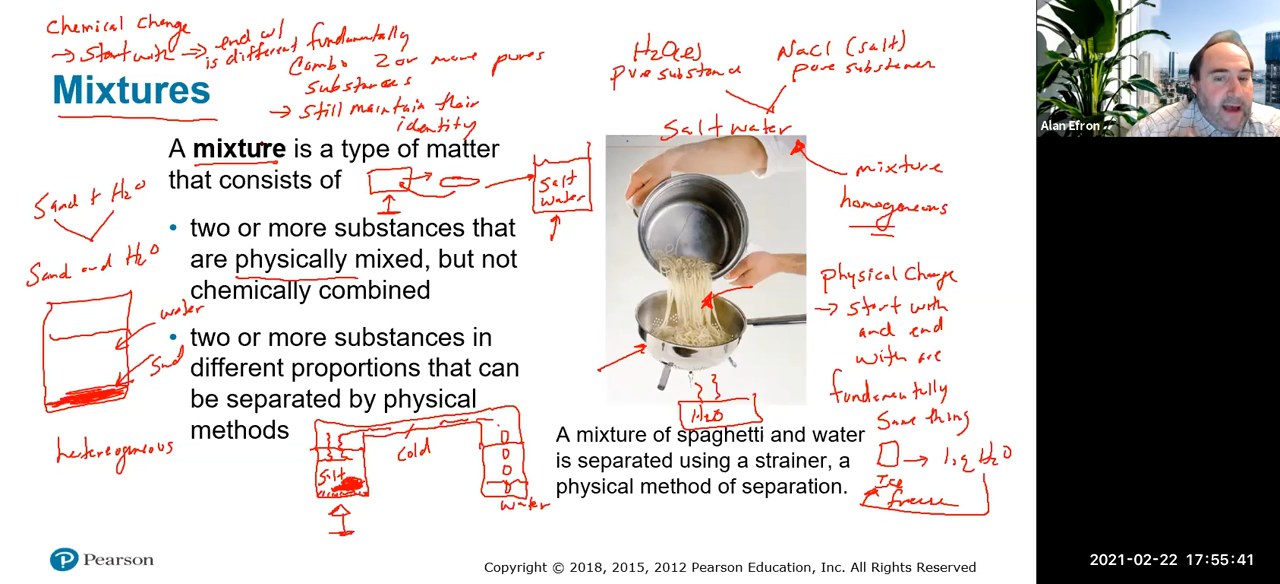 Chemical Change
→ Start with → end w/
is different fundamentally
Combo 2 or more pures
substances
→ still maintain their
identity
Mixtures
A mixture is a type of matter
that consists of
• two or more substances that
are physically mixed, but not
chemically combined
• two or more substances in
different proportions that can
be separated by physical
methods
Sand + H2O
Sand and H2O
water
Sand
heterogeneous
Salt
water
Salt
Cold
water
H2O(l)
pure substance
NaCl (salt)
pure substance
Salt water
mixture
homogeneous
physical Change
→ start with
and end
with are
fundamentally
Same thing
→ liq H2O
Ice
freeze
H2O
A mixture of spaghetti and water
is separated using a strainer, a
physical method of separation.
Pearson
Copyright © 2018, 2015, 2012 Pearson Education, Inc. All Rights Reserved
Alan Efron
2021-02-22 17:55:41